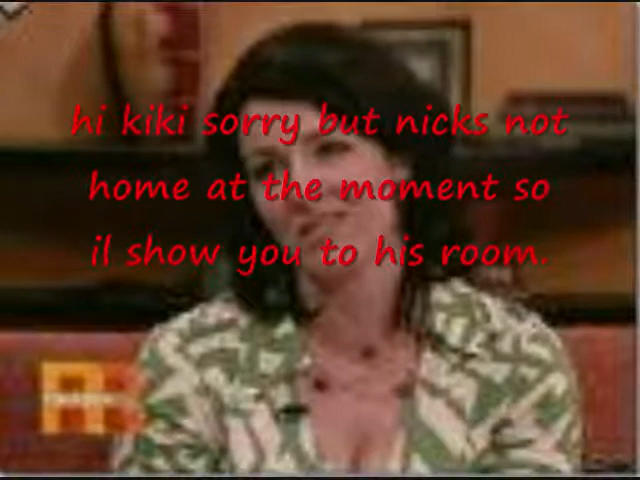 hi kiki sorry but nicks not
home at the moment so
il show you to his room.